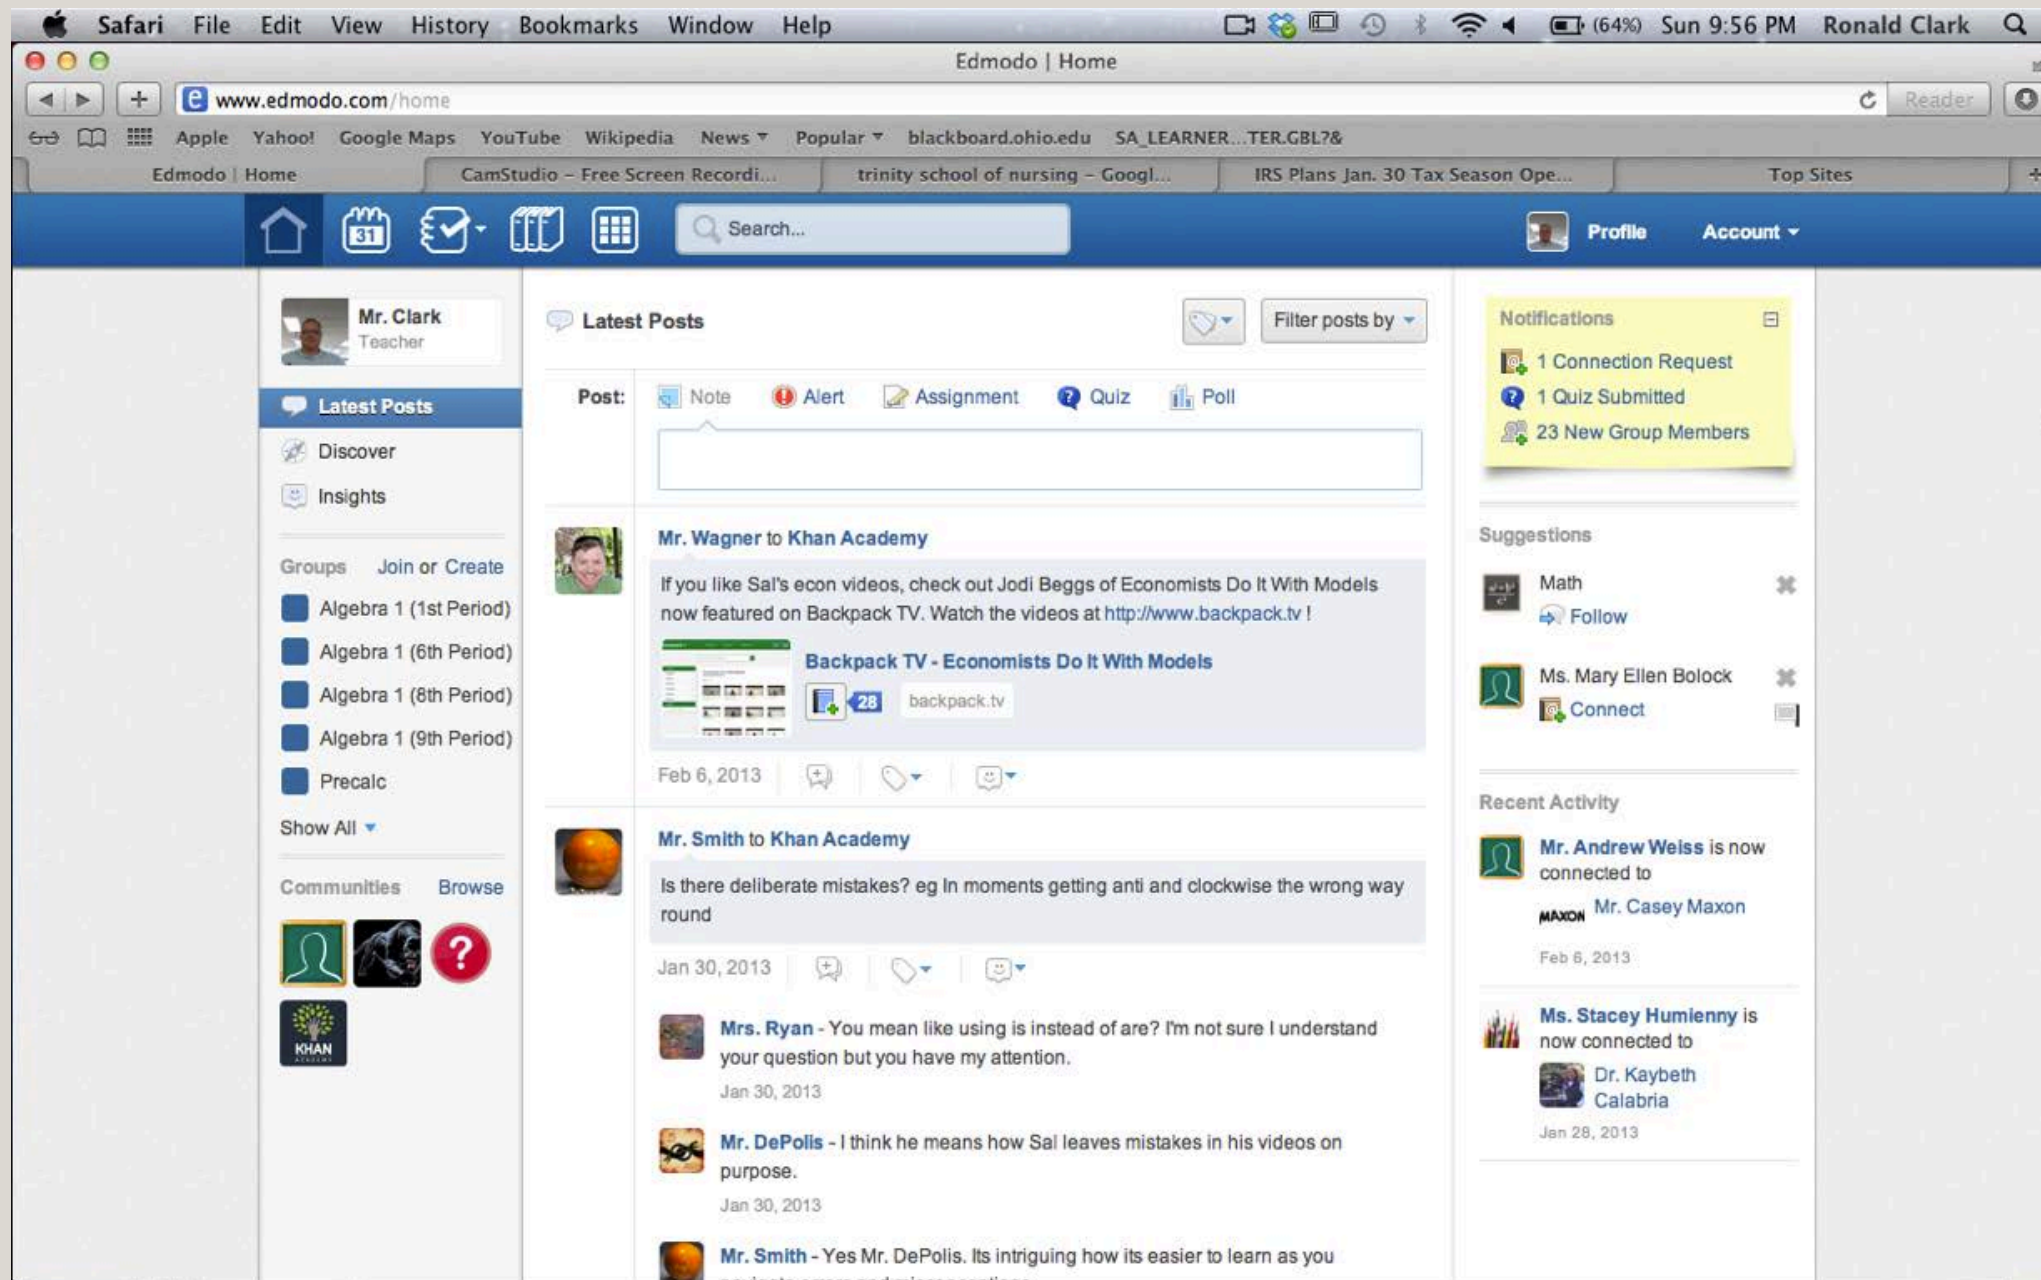 Safari File Edit View History Bookmarks Window Help (64%) Sun 9:56 PM Ronald Clark
Edmodo | Home
www.edmodo.com/home Reader
Apple Yahoo! Google Maps YouTube Wikipedia News Popular blackboard.ohio.edu SA_LEARNER...TER.GBL?&
Edmodo | Home CamStudio – Free Screen Recordi... trinity school of nursing – Googl... IRS Plans Jan. 30 Tax Season Ope... Top Sites
31 Search... Profile Account
Mr. Clark
Teacher
Latest Posts
Discover
Insights
Groups Join or Create
Algebra 1 (1st Period)
Algebra 1 (6th Period)
Algebra 1 (8th Period)
Algebra 1 (9th Period)
Precalc
Show All
Communities Browse
?
KHAN
ACADEMY
Latest Posts Filter posts by
Post: Note Alert Assignment Quiz Poll
Mr. Wagner to Khan Academy
If you like Sal's econ videos, check out Jodi Beggs of Economists Do It With Models
now featured on Backpack TV. Watch the videos at http://www.backpack.tv !
Backpack TV - Economists Do It With Models
28 backpack.tv
Feb 6, 2013
Mr. Smith to Khan Academy
Is there deliberate mistakes? eg In moments getting anti and clockwise the wrong way
round
Jan 30, 2013
Mrs. Ryan - You mean like using is instead of are? I'm not sure I understand
your question but you have my attention.
Jan 30, 2013
Mr. DePolis - I think he means how Sal leaves mistakes in his videos on
purpose.
Jan 30, 2013
Mr. Smith - Yes Mr. DePolis. Its intriguing how its easier to learn as you
Notifications
1 Connection Request
1 Quiz Submitted
23 New Group Members
Suggestions
Math
Follow
Ms. Mary Ellen Bolock
Connect
Recent Activity
Mr. Andrew Weiss is now
connected to
MAXON Mr. Casey Maxon
Feb 6, 2013
Ms. Stacey Humienny is
now connected to
Dr. Kaybeth
Calabria
Jan 28, 2013